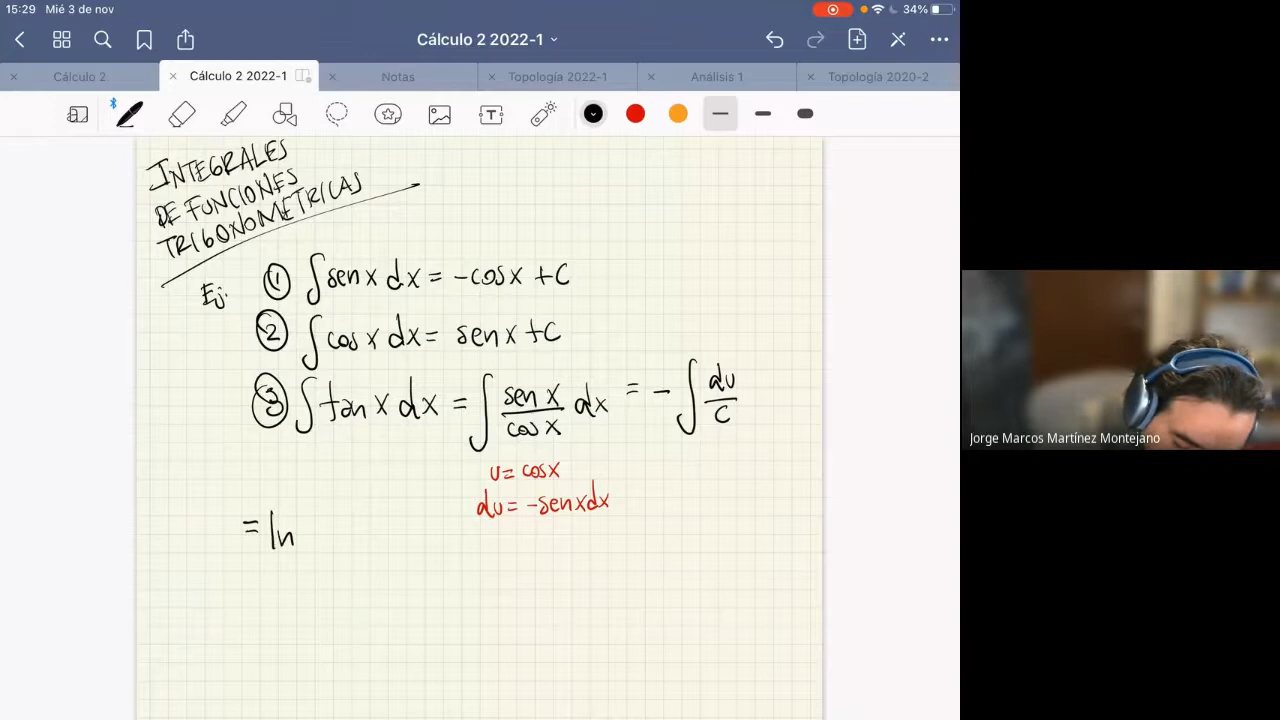 15:29 Mié 3 de nov
34%
Cálculo 2 2022-1
Cálculo 2
Cálculo 2 2022-1
Notas
Topología 2022-1
Análisis 1
Topología 2020-2
INTEGRALES
DE FUNCIONES
TRIGONOMÉTRICAS
Ej. ① ∫ sen x dx = -cos x + C
② ∫ cos x dx = sen x + C
③ ∫ tan x dx = ∫ sen x / cos x dx = - ∫ du / C
u = cos x
du = -sen x dx
= ln
Jorge Marcos Martínez Montejano